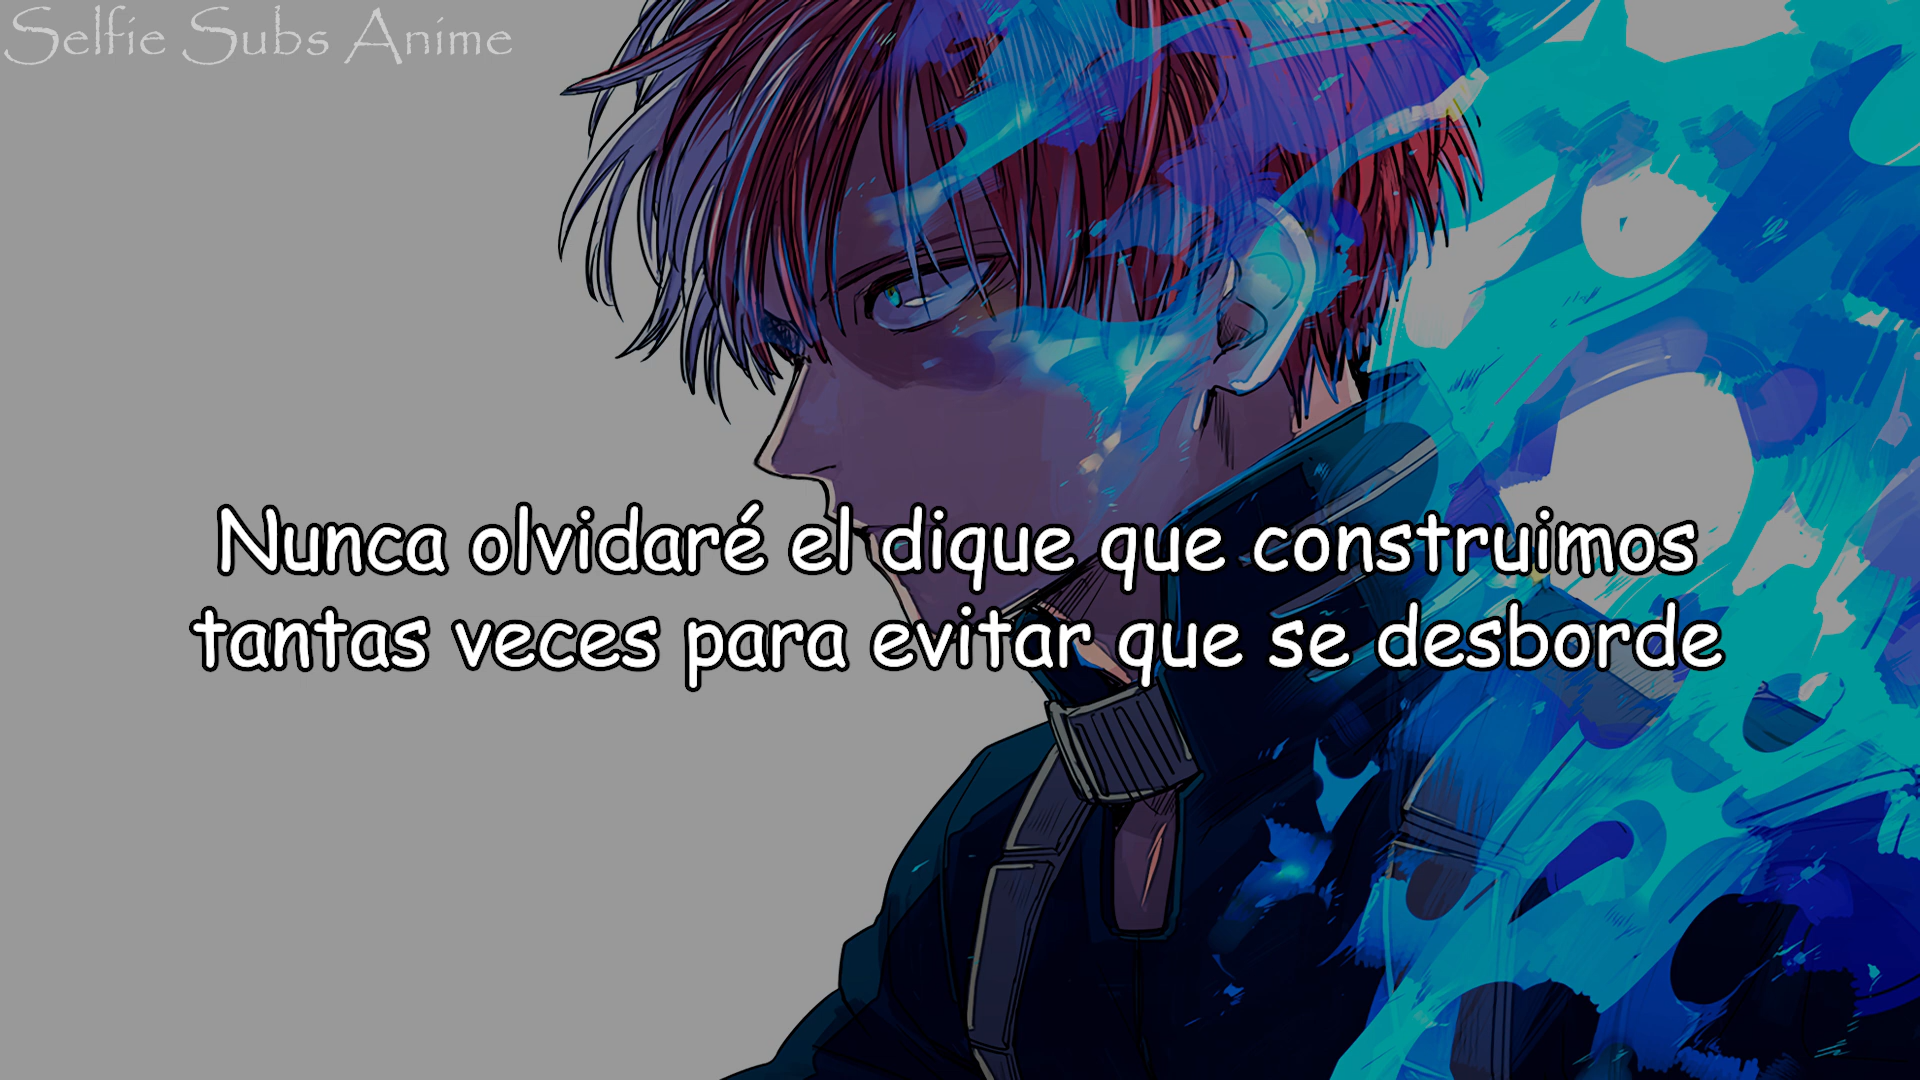 Selfie Subs Anime
Nunca olvidaré el dique que construimos
tantas veces para evitar que se desborde